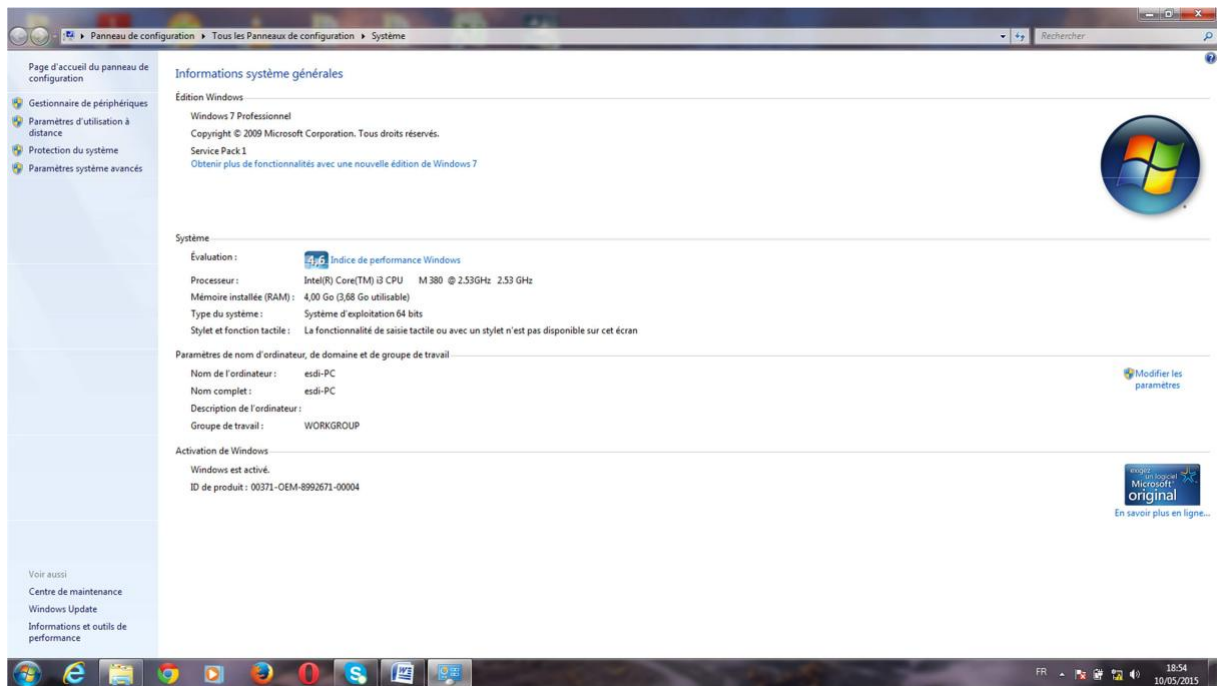 Panneau de configuration ▸ Tous les Panneaux de configuration ▸ Système
Rechercher
Page d'accueil du panneau de
configuration
Gestionnaire de périphériques
Paramètres d'utilisation à
distance
Protection du système
Paramètres système avancés
Voir aussi
Centre de maintenance
Windows Update
Informations et outils de
performance
Informations système générales
Édition Windows
Windows 7 Professionnel
Copyright © 2009 Microsoft Corporation. Tous droits réservés.
Service Pack 1
Obtenir plus de fonctionnalités avec une nouvelle édition de Windows 7
Système
Évaluation : 4,6 Indice de performance Windows
Processeur : Intel(R) Core(TM) i3 CPU M 380 @ 2.53GHz 2.53 GHz
Mémoire installée (RAM) : 4,00 Go (3,68 Go utilisable)
Type du système : Système d'exploitation 64 bits
Stylet et fonction tactile : La fonctionnalité de saisie tactile ou avec un stylet n'est pas disponible sur cet écran
Paramètres de nom d'ordinateur, de domaine et de groupe de travail
Nom de l'ordinateur : esdi-PC
Modifier les
paramètres
Nom complet : esdi-PC
Description de l'ordinateur :
Groupe de travail : WORKGROUP
Activation de Windows
Windows est activé.
ID de produit : 00371-OEM-8992671-00004
exigez
un logiciel
Microsoft
original
En savoir plus en ligne...
FR
18:54
10/05/2015